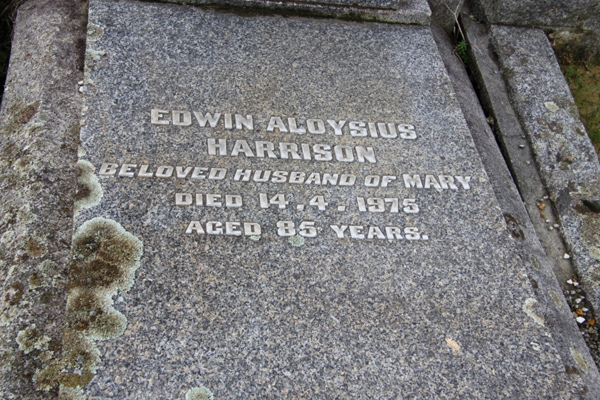 EDWIN ALOYSIUS
HARRISON
BELOVED HUSBAND OF MARY
DIED 14.4.1975
AGED 85 YEARS.